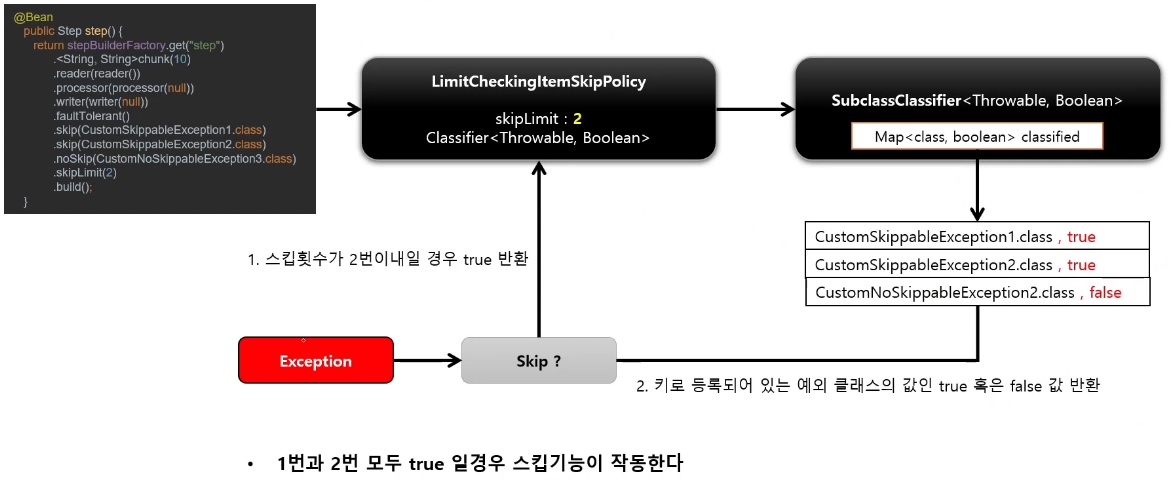 @Bean
public Step step() {
return stepBuilderFactory.get("step")
.<String, String>chunk(10)
.reader(reader())
.processor(processor(null))
.writer(writer(null))
.faultTolerant()
.skip(CustomSkippableException1.class)
.skip(CustomSkippableException2.class)
.noSkip(CustomNoSkippableException3.class)
.skipLimit(2)
.build();
}
LimitCheckingItemSkipPolicy
skipLimit : 2
Classifier<Throwable, Boolean>
SubclassClassifier<Throwable, Boolean>
Map<class, boolean> classified
CustomSkippableException1.class , true
CustomSkippableException2.class , true
CustomNoSkippableException2.class , false
1. 스킵횟수가 2번이내일 경우 true 반환
Exception
Skip ?
2. 키로 등록되어 있는 예외 클래스의 값인 true 혹은 false 값 반환
• 1번과 2번 모두 true 일경우 스킵기능이 작동한다